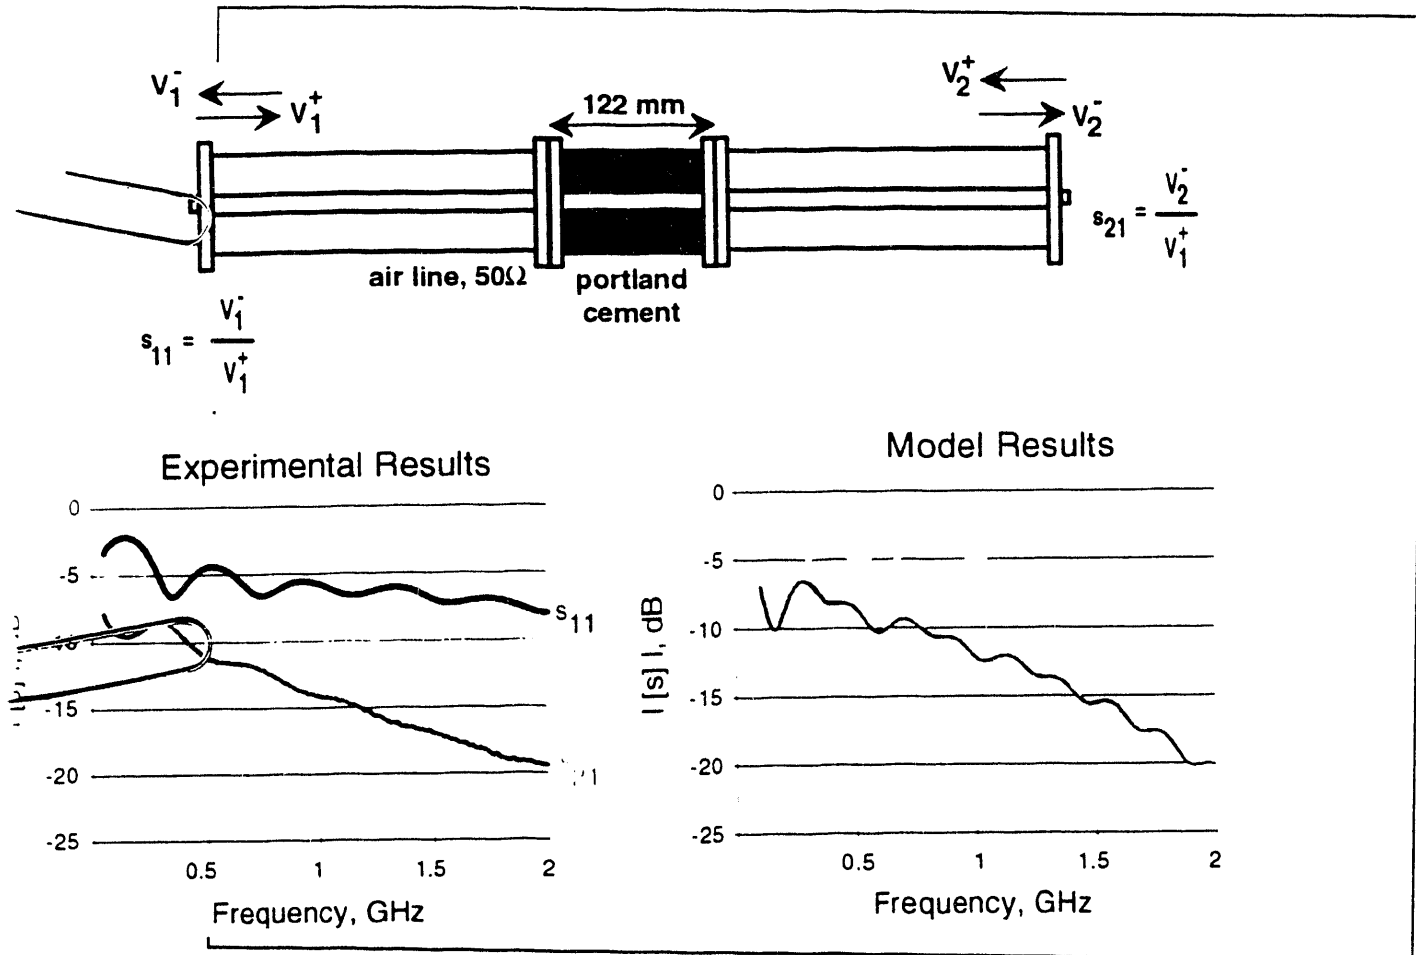 V1- V1+
V2+ V2-
122 mm
s21 = V2- / V1+
air line, 50Ω
portland
cement
s11 = V1- / V1+
Experimental Results
0
-5
-15
-20
-25
0.5 1 1.5 2
s11
Frequency, GHz
Model Results
I [s] I, dB
0
-5
-10
-15
-20
-25
0.5 1 1.5 2
Frequency, GHz